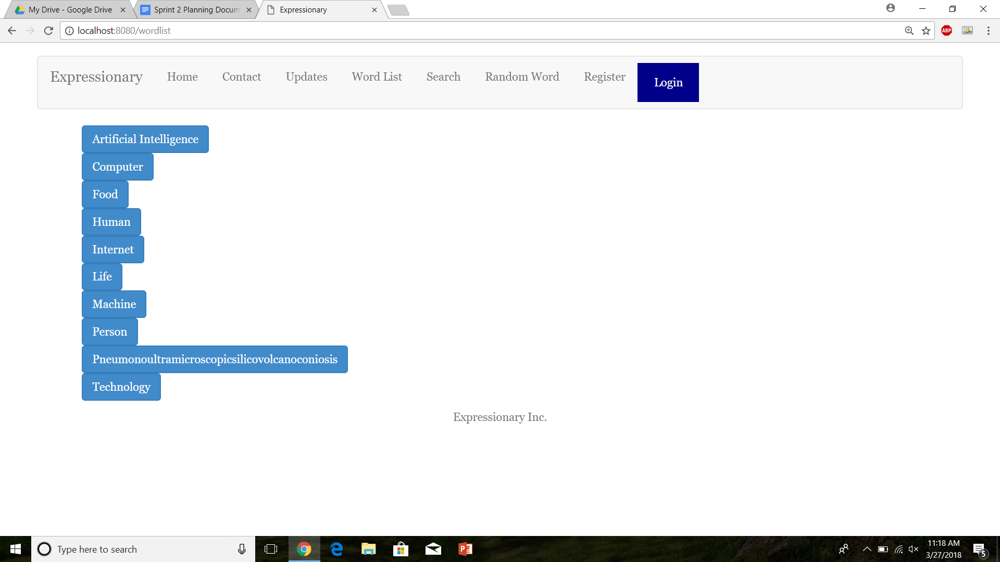 My Drive - Google Drive
Sprint 2 Planning Docum
Expressionary
localhost:8080/wordlist
ABP
Expressionary Home Contact Updates Word List Search Random Word Register Login
Artificial Intelligence
Computer
Food
Human
Internet
Life
Machine
Person
Pneumonoultramicroscopicsilicovolcanoconiosis
Technology
Expressionary Inc.
Type here to search
11:18 AM
3/27/2018
5